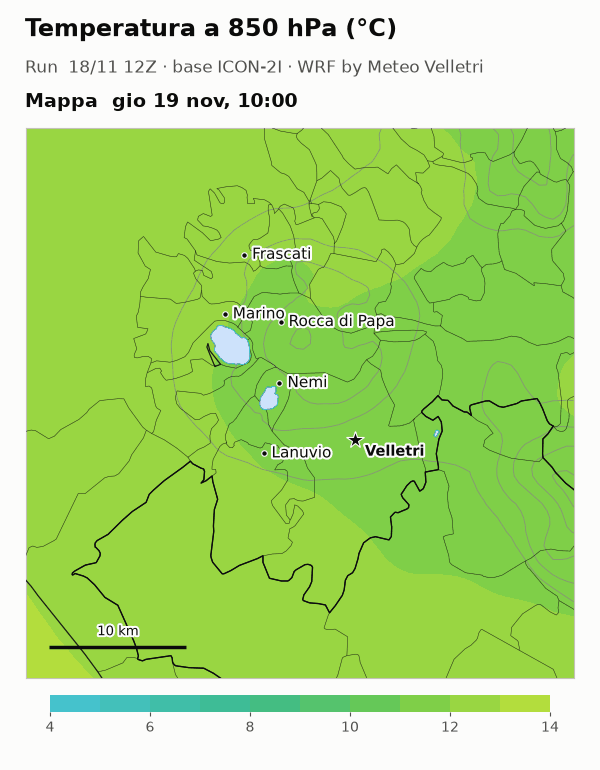 Temperatura a 850 hPa (°C)
Run  18/11 12Z · base ICON-2I · WRF by Meteo Velletri
Mappa  gio 19 nov, 10:00
Frascati
Marino
Rocca di Papa
Nemi
Velletri
Lanuvio
10 km
4 6 8 10 12 14